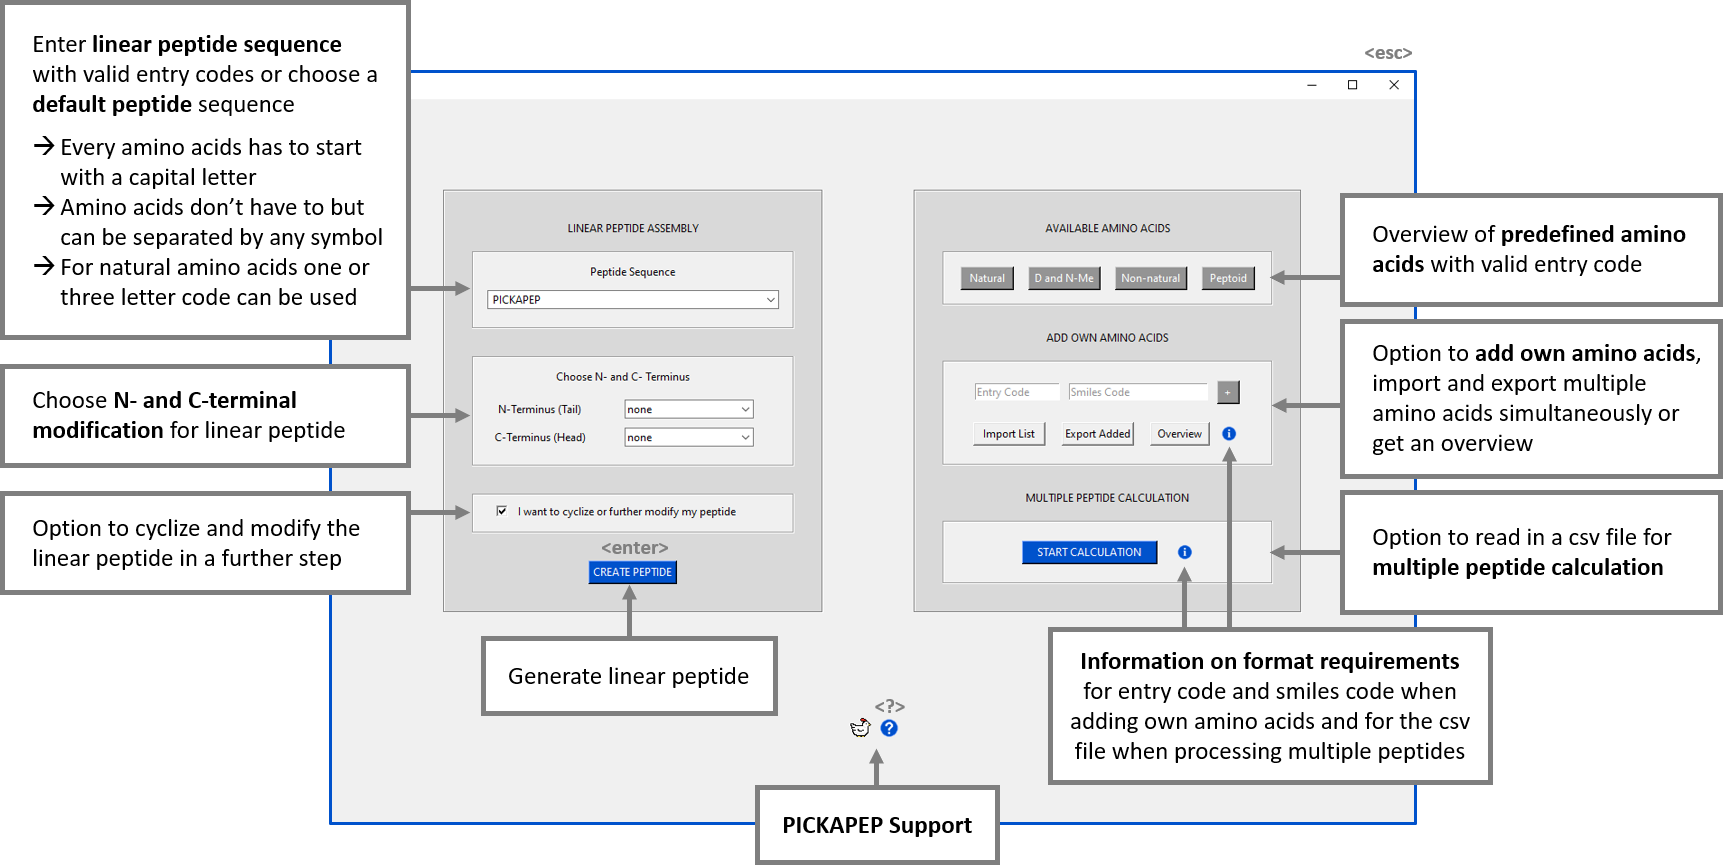 Enter linear peptide sequence
with valid entry codes or choose a
default peptide sequence
→ Every amino acids has to start
with a capital letter
→ Amino acids don’t have to but
can be separated by any symbol
→ For natural amino acids one or
three letter code can be used
Choose N- and C-terminal
modification for linear peptide
Option to cyclize and modify the
linear peptide in a further step
<esc>
LINEAR PEPTIDE ASSEMBLY
Peptide Sequence
PICKAPEP
Choose N- and C- Terminus
N-Terminus (Tail) none
C-Terminus (Head) none
I want to cyclize or further modify my peptide
<enter>
CREATE PEPTIDE
Generate linear peptide
AVAILABLE AMINO ACIDS
Natural D and N-Me Non-natural Peptoid
ADD OWN AMINO ACIDS
Entry Code Smiles Code +
Import List Export Added Overview i
MULTIPLE PEPTIDE CALCULATION
START CALCULATION i
Overview of predefined amino
acids with valid entry code
Option to add own amino acids,
import and export multiple
amino acids simultaneously or
get an overview
Option to read in a csv file for
multiple peptide calculation
Information on format requirements
for entry code and smiles code when
adding own amino acids and for the csv
file when processing multiple peptides
<?>
?
PICKAPEP Support